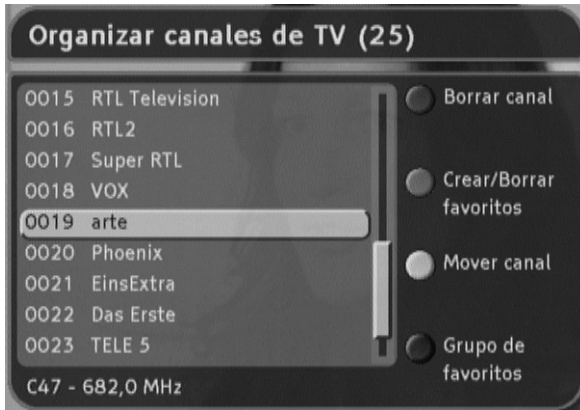 Organizar canales de TV (25)
0015 RTL Television
0016 RTL2
0017 Super RTL
0018 VOX
0019 arte
0020 Phoenix
0021 EinsExtra
0022 Das Erste
0023 TELE 5
Borrar canal
Crear/Borrar
favoritos
Mover canal
Grupo de
favoritos
C47 - 682,0 MHz